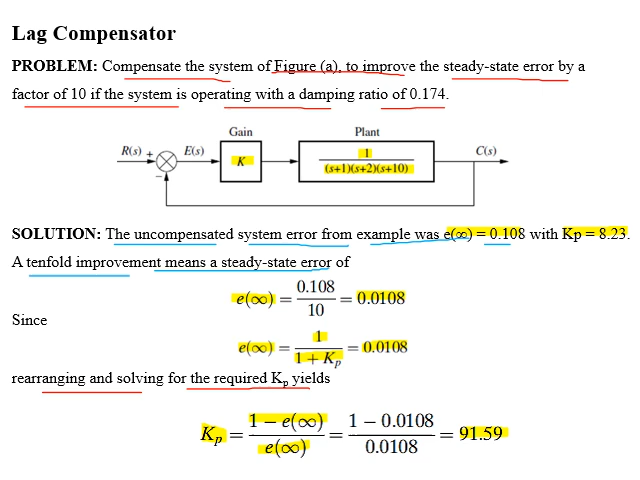 Lag Compensator
PROBLEM: Compensate the system of Figure (a), to improve the steady-state error by a
factor of 10 if the system is operating with a damping ratio of 0.174.
Gain Plant
R(s) + E(s) K 1 C(s)
− (s+1)(s+2)(s+10)
SOLUTION: The uncompensated system error from example was e(∞) = 0.108 with Kp = 8.23.
A tenfold improvement means a steady-state error of
e(∞) = 0.108/10 = 0.0108
Since
e(∞) = 1/(1 + Kₚ) = 0.0108
rearranging and solving for the required Kₚ yields
Kₚ = (1 − e(∞))/e(∞) = (1 − 0.0108)/0.0108 = 91.59